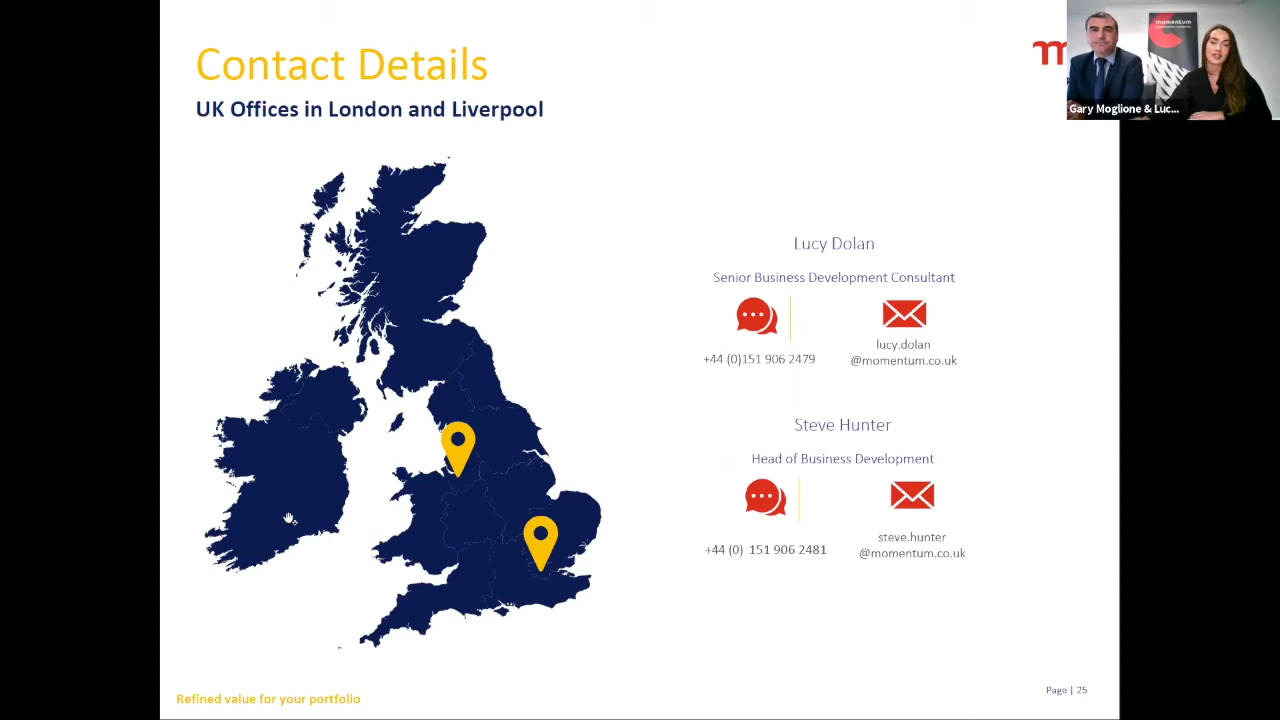 Contact Details
UK Offices in London and Liverpool
m
momentum
Gary Moglione & Luc...
Lucy Dolan
Senior Business Development Consultant
+44 (0)151 906 2479
lucy.dolan
@momentum.co.uk
Steve Hunter
Head of Business Development
+44 (0) 151 906 2481
steve.hunter
@momentum.co.uk
Refined value for your portfolio
Page | 25